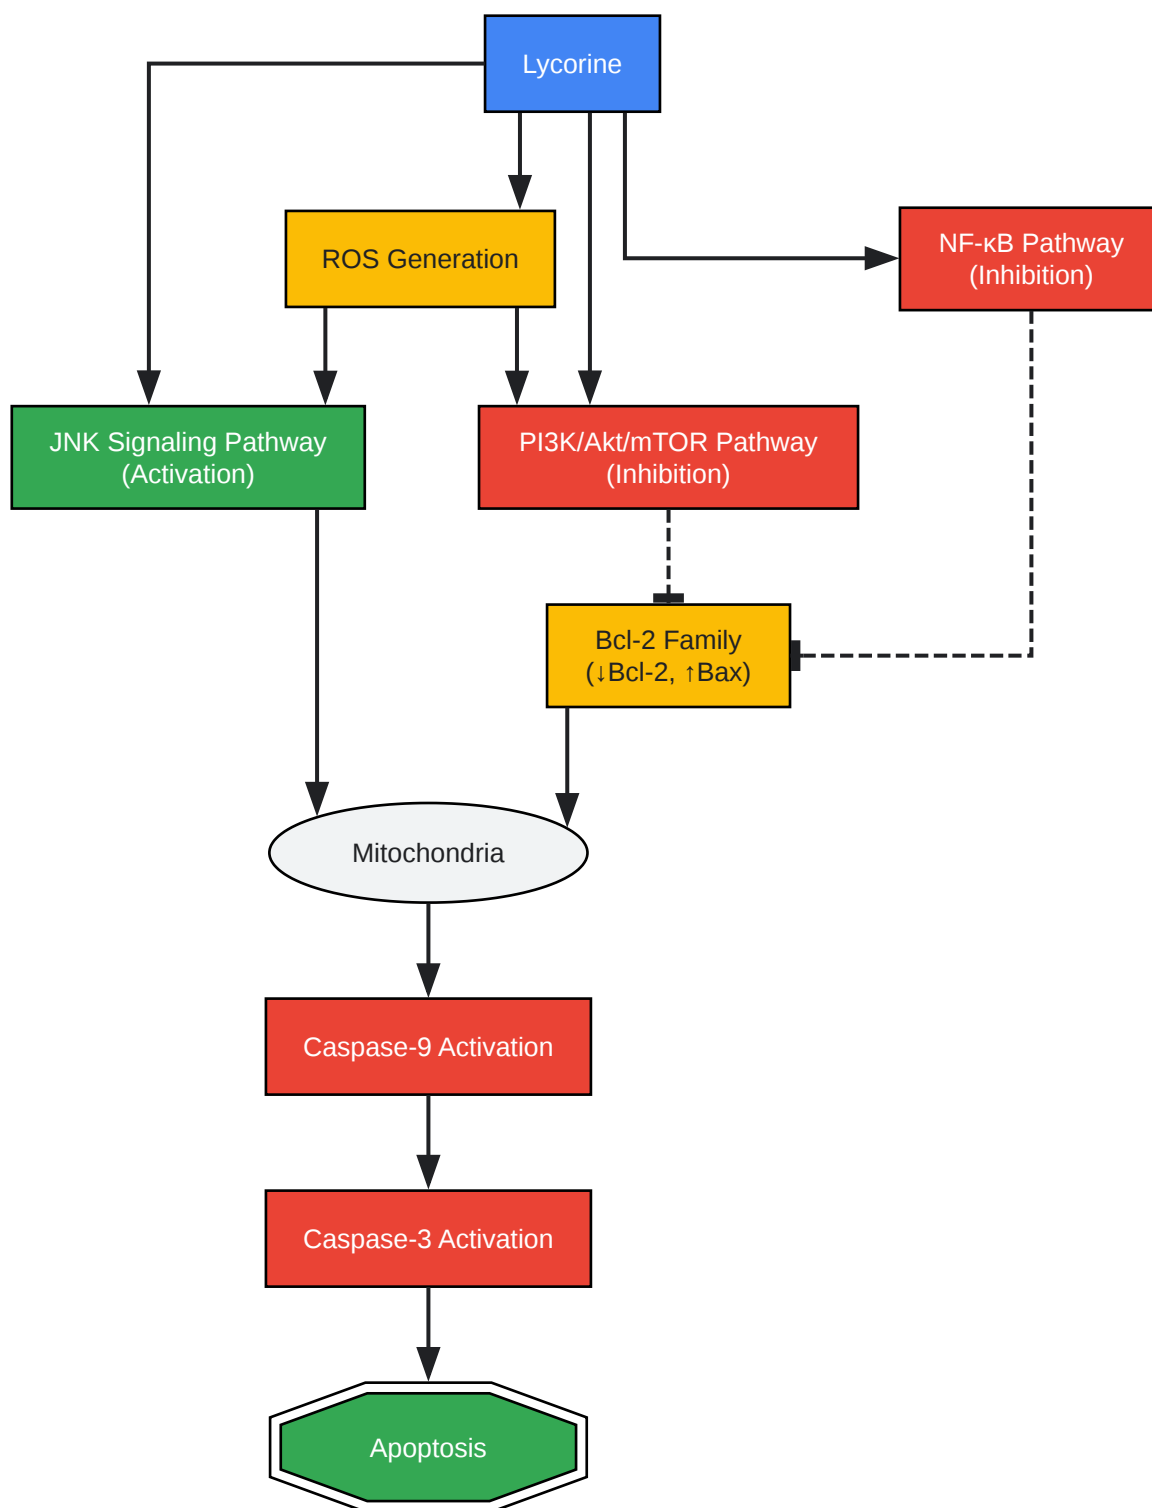 Lycorine
ROS Generation
NF-κB Pathway
(Inhibition)
JNK Signaling Pathway
(Activation)
PI3K/Akt/mTOR Pathway
(Inhibition)
Bcl-2 Family
(↓Bcl-2, ↑Bax)
Mitochondria
Caspase-9 Activation
Caspase-3 Activation
Apoptosis